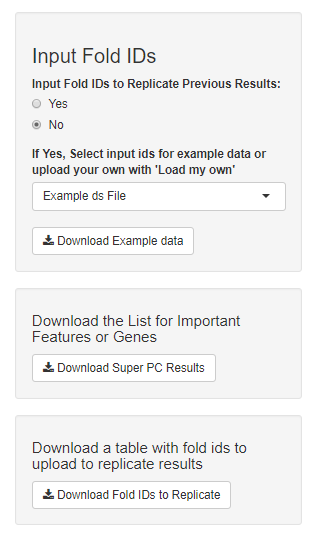 Input Fold IDs
Input Fold IDs to Replicate Previous Results:
Yes
No
If Yes, Select input ids for example data or
upload your own with 'Load my own'
Example ds File
Download Example data
Download the List for Important
Features or Genes
Download Super PC Results
Download a table with fold ids to
upload to replicate results
Download Fold IDs to Replicate